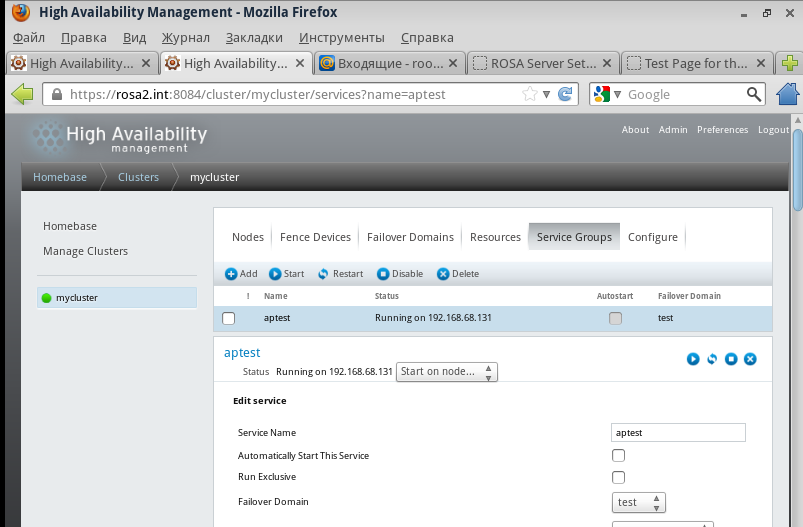 High Availability Management - Mozilla Firefox
Файл Правка Вид Журнал Закладки Инструменты Справка
High Availability... High Availability... Входящие - roo... ROSA Server Set... Test Page for th...
https://rosa2.int:8084/cluster/mycluster/services?name=aptest Google
High Availability
management
About Admin Preferences Logout
Homebase Clusters mycluster
Homebase
Manage Clusters
mycluster
Nodes Fence Devices Failover Domains Resources Service Groups Configure
Add Start Restart Disable Delete
! Name Status Autostart Failover Domain
aptest Running on 192.168.68.131 test
aptest
Status Running on 192.168.68.131 Start on node...
Edit service
Service Name aptest
Automatically Start This Service
Run Exclusive
Failover Domain test